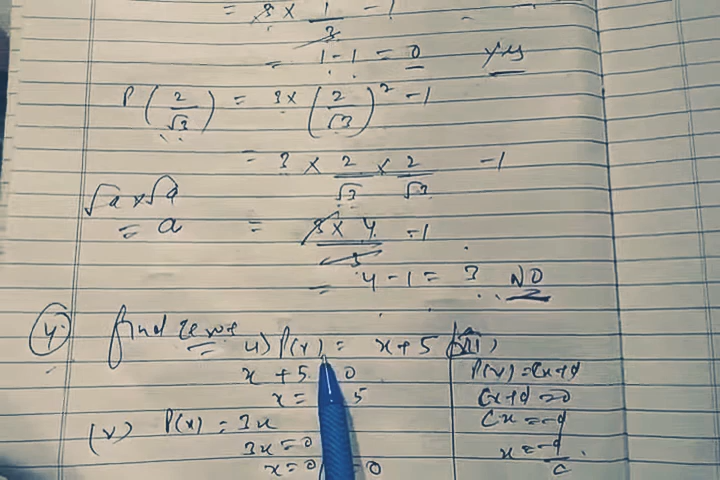 = 3 × 1/3 - 1
= 1 - 1 = 0 yes
P(2/√3) = 3×(2/√3)² - 1
= 3 × 2/√3 × 2/√3 - 1
√a × √a
= a
= 3 × 4/3 - 1
= 4 - 1 = 3 NO
4. find zeros
P(x) = x + 5
x + 5 0
x = 5
(v) P(x) = 3x
3x = 0
x = 0/ = 0
P(x) = cx + d
cx + d = 0
cx = -d
x = -d/c